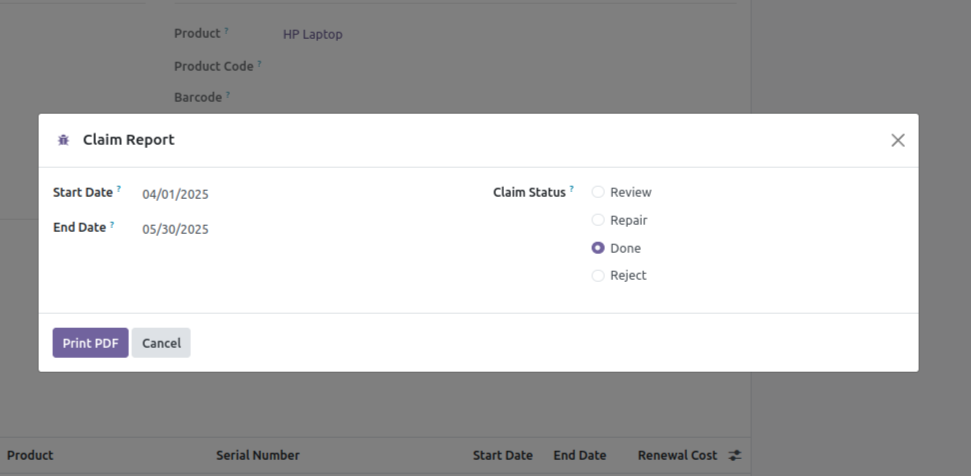 Product ? HP Laptop
Product Code ?
Barcode ?
Claim Report
Start Date ? 04/01/2025
End Date ? 05/30/2025
Claim Status ? Review
Repair
Done
Reject
Print PDF Cancel
Product Serial Number Start Date End Date Renewal Cost